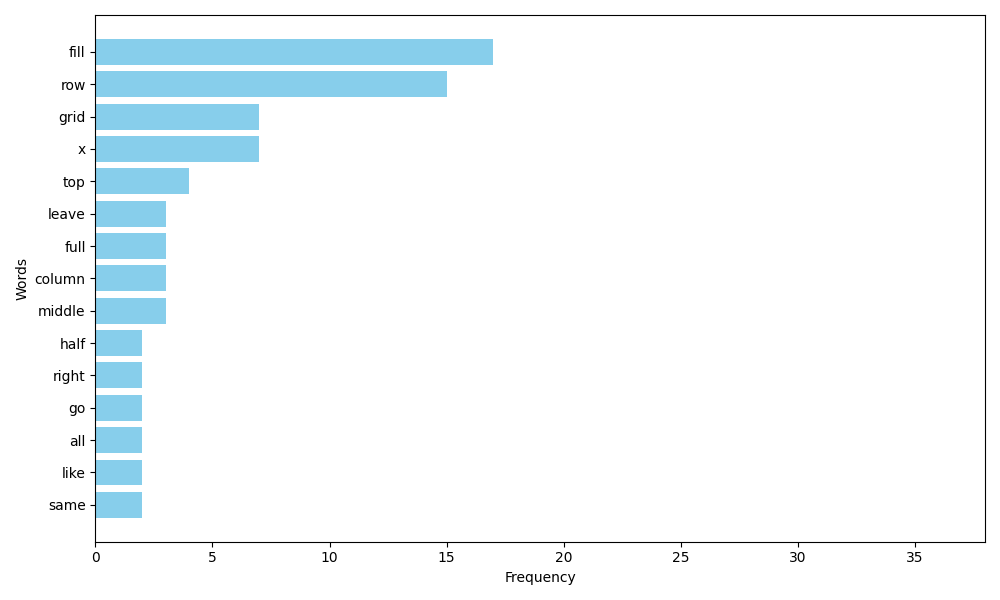 fill
row
grid
x
top
leave
full
column
middle
half
right
go
all
like
same
Words
0 5 10 15 20 25 30 35
Frequency